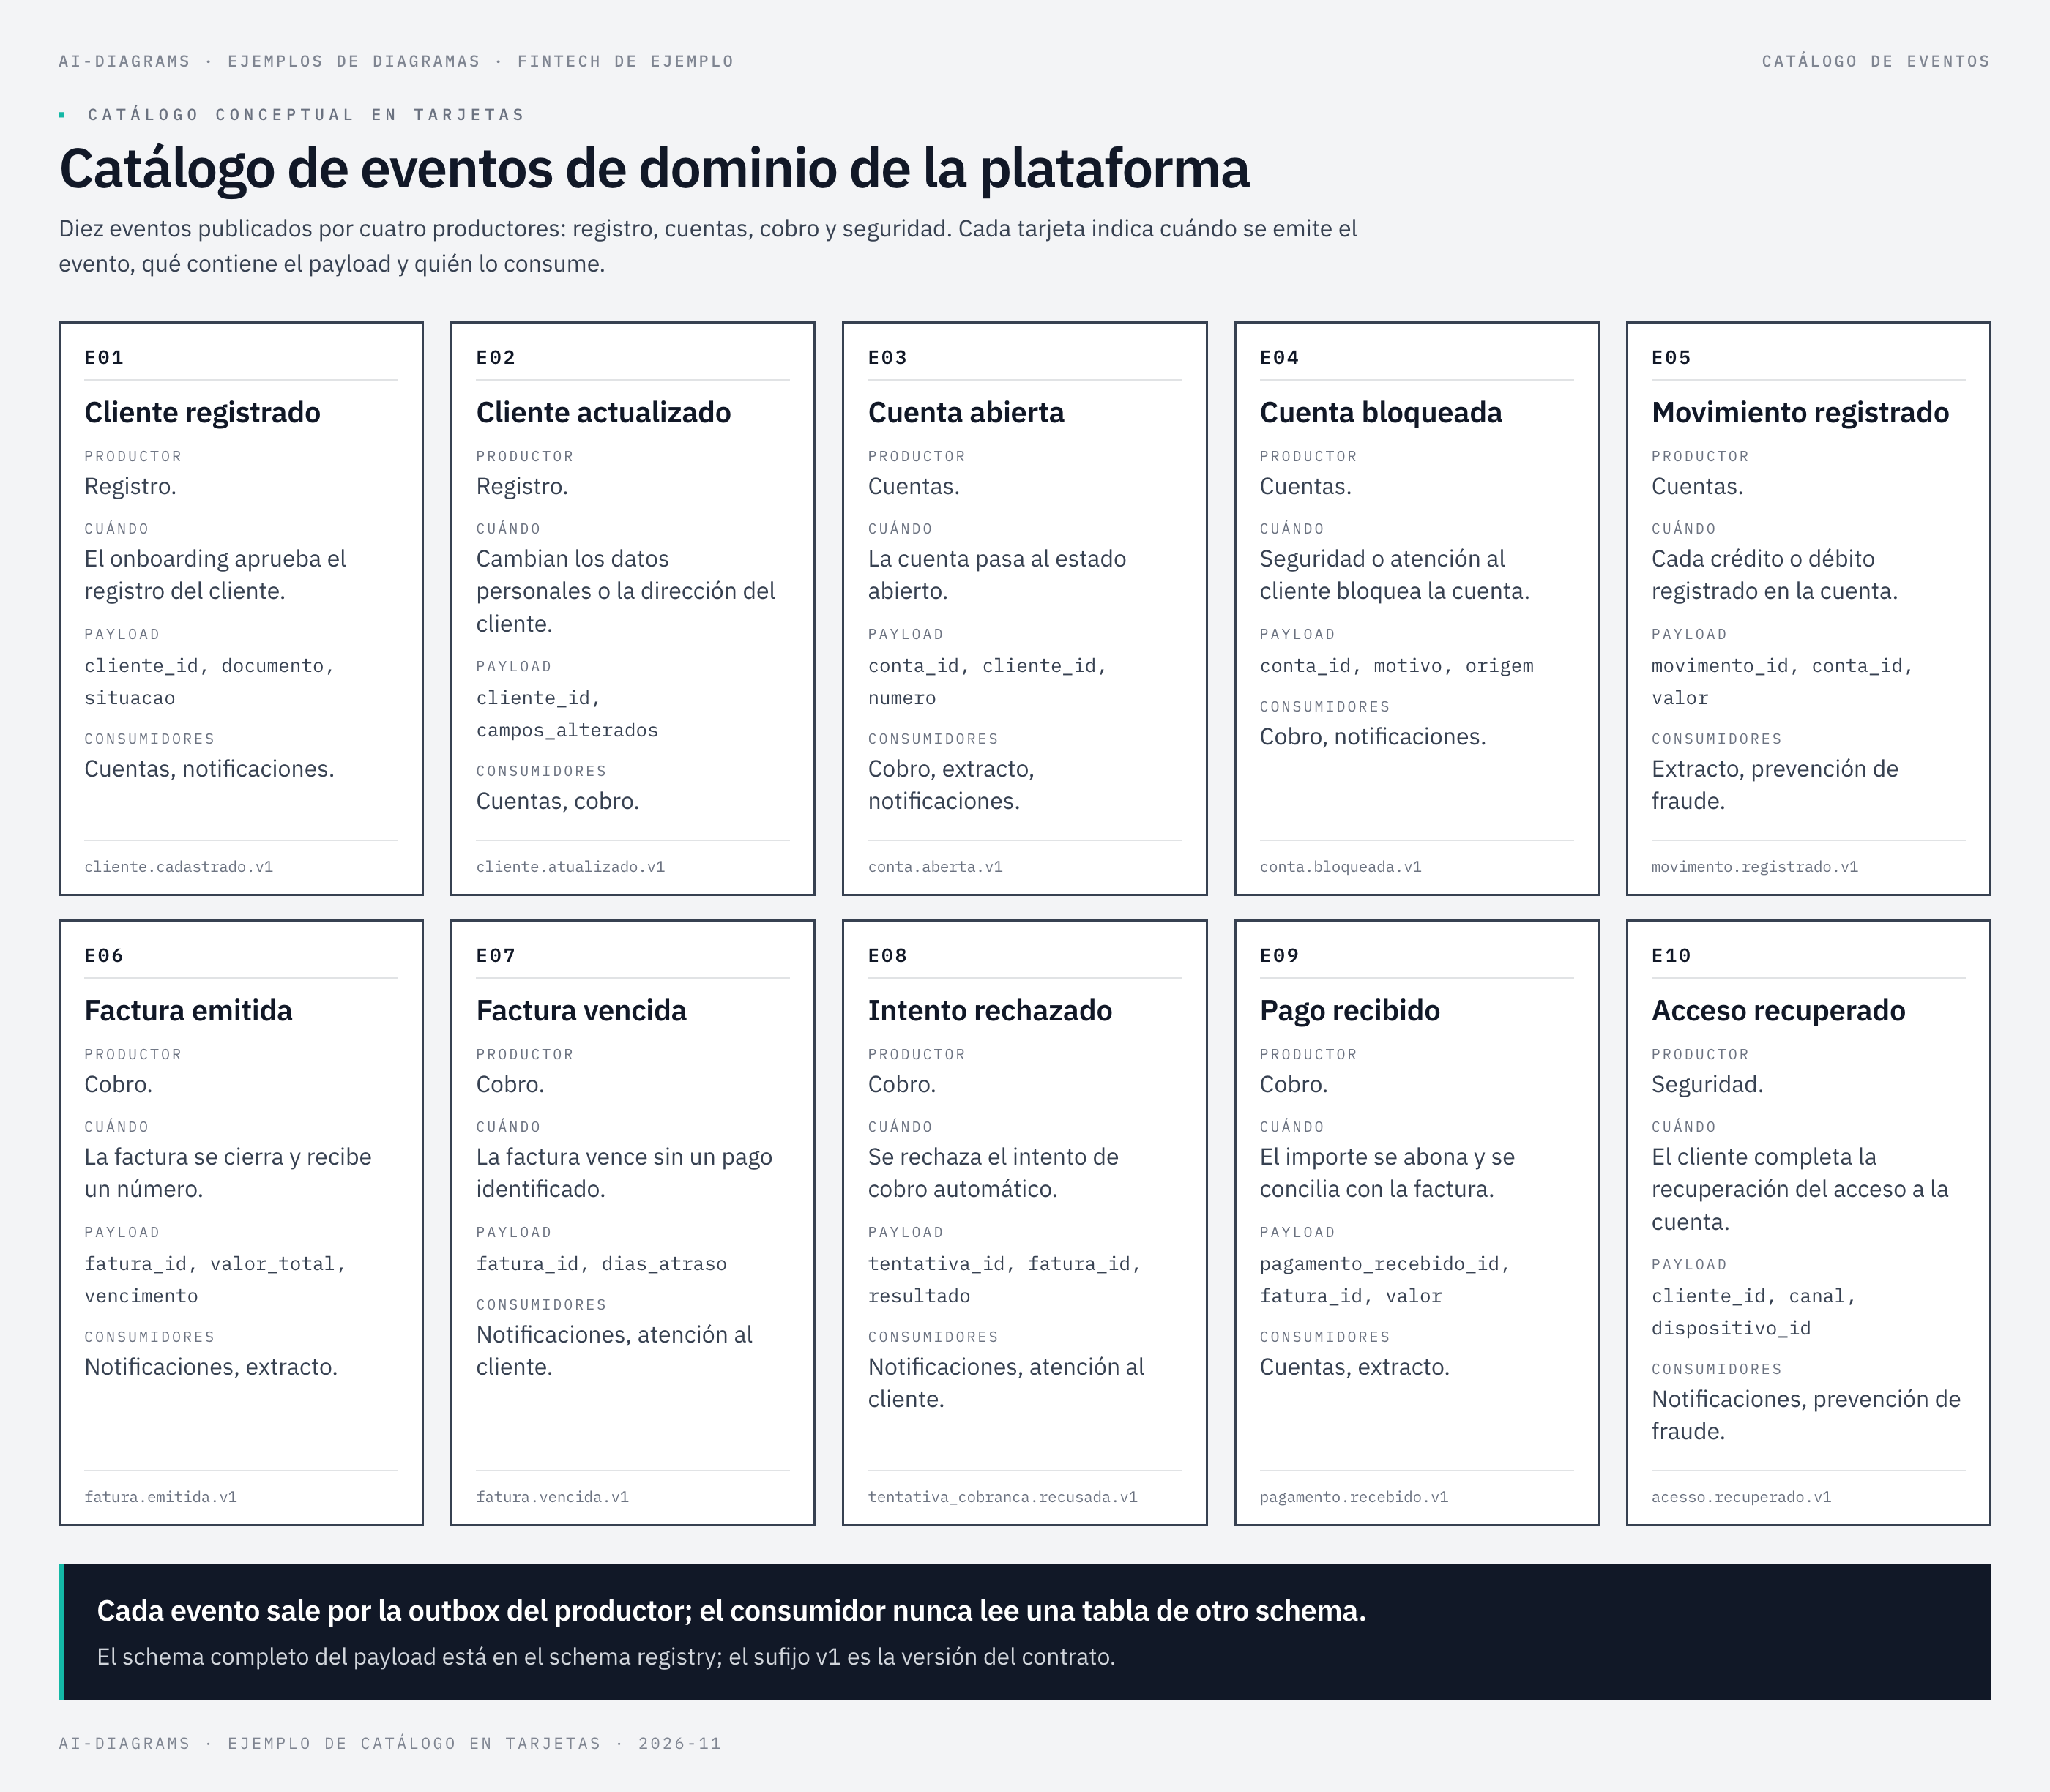 AI-DIAGRAMS · EJEMPLOS DE DIAGRAMAS · FINTECH DE EJEMPLO
CATÁLOGO DE EVENTOS
CATÁLOGO CONCEPTUAL EN TARJETAS
Catálogo de eventos de dominio de la plataforma
Diez eventos publicados por cuatro productores: registro, cuentas, cobro y seguridad. Cada tarjeta indica cuándo se emite el
evento, qué contiene el payload y quién lo consume.
E01
Cliente registrado
PRODUCTOR
Registro.
CUÁNDO
El onboarding aprueba el
registro del cliente.
PAYLOAD
cliente_id, documento,
situacao
CONSUMIDORES
Cuentas, notificaciones.
cliente.cadastrado.v1
E02
Cliente actualizado
PRODUCTOR
Registro.
CUÁNDO
Cambian los datos
personales o la dirección del
cliente.
PAYLOAD
cliente_id,
campos_alterados
CONSUMIDORES
Cuentas, cobro.
cliente.atualizado.v1
E03
Cuenta abierta
PRODUCTOR
Cuentas.
CUÁNDO
La cuenta pasa al estado
abierto.
PAYLOAD
conta_id, cliente_id,
numero
CONSUMIDORES
Cobro, extracto,
notificaciones.
conta.aberta.v1
E04
Cuenta bloqueada
PRODUCTOR
Cuentas.
CUÁNDO
Seguridad o atención al
cliente bloquea la cuenta.
PAYLOAD
conta_id, motivo, origem
CONSUMIDORES
Cobro, notificaciones.
conta.bloqueada.v1
E05
Movimiento registrado
PRODUCTOR
Cuentas.
CUÁNDO
Cada crédito o débito
registrado en la cuenta.
PAYLOAD
movimento_id, conta_id,
valor
CONSUMIDORES
Extracto, prevención de
fraude.
movimento.registrado.v1
E06
Factura emitida
PRODUCTOR
Cobro.
CUÁNDO
La factura se cierra y recibe
un número.
PAYLOAD
fatura_id, valor_total,
vencimento
CONSUMIDORES
Notificaciones, extracto.
fatura.emitida.v1
E07
Factura vencida
PRODUCTOR
Cobro.
CUÁNDO
La factura vence sin un pago
identificado.
PAYLOAD
fatura_id, dias_atraso
CONSUMIDORES
Notificaciones, atención al
cliente.
fatura.vencida.v1
E08
Intento rechazado
PRODUCTOR
Cobro.
CUÁNDO
Se rechaza el intento de
cobro automático.
PAYLOAD
tentativa_id, fatura_id,
resultado
CONSUMIDORES
Notificaciones, atención al
cliente.
tentativa_cobranca.recusada.v1
E09
Pago recibido
PRODUCTOR
Cobro.
CUÁNDO
El importe se abona y se
concilia con la factura.
PAYLOAD
pagamento_recebido_id,
fatura_id, valor
CONSUMIDORES
Cuentas, extracto.
pagamento.recebido.v1
E10
Acceso recuperado
PRODUCTOR
Seguridad.
CUÁNDO
El cliente completa la
recuperación del acceso a la
cuenta.
PAYLOAD
cliente_id, canal,
dispositivo_id
CONSUMIDORES
Notificaciones, prevención de
fraude.
acesso.recuperado.v1
Cada evento sale por la outbox del productor; el consumidor nunca lee una tabla de otro schema.
El schema completo del payload está en el schema registry; el sufijo v1 es la versión del contrato.
AI-DIAGRAMS · EJEMPLO DE CATÁLOGO EN TARJETAS · 2026-11